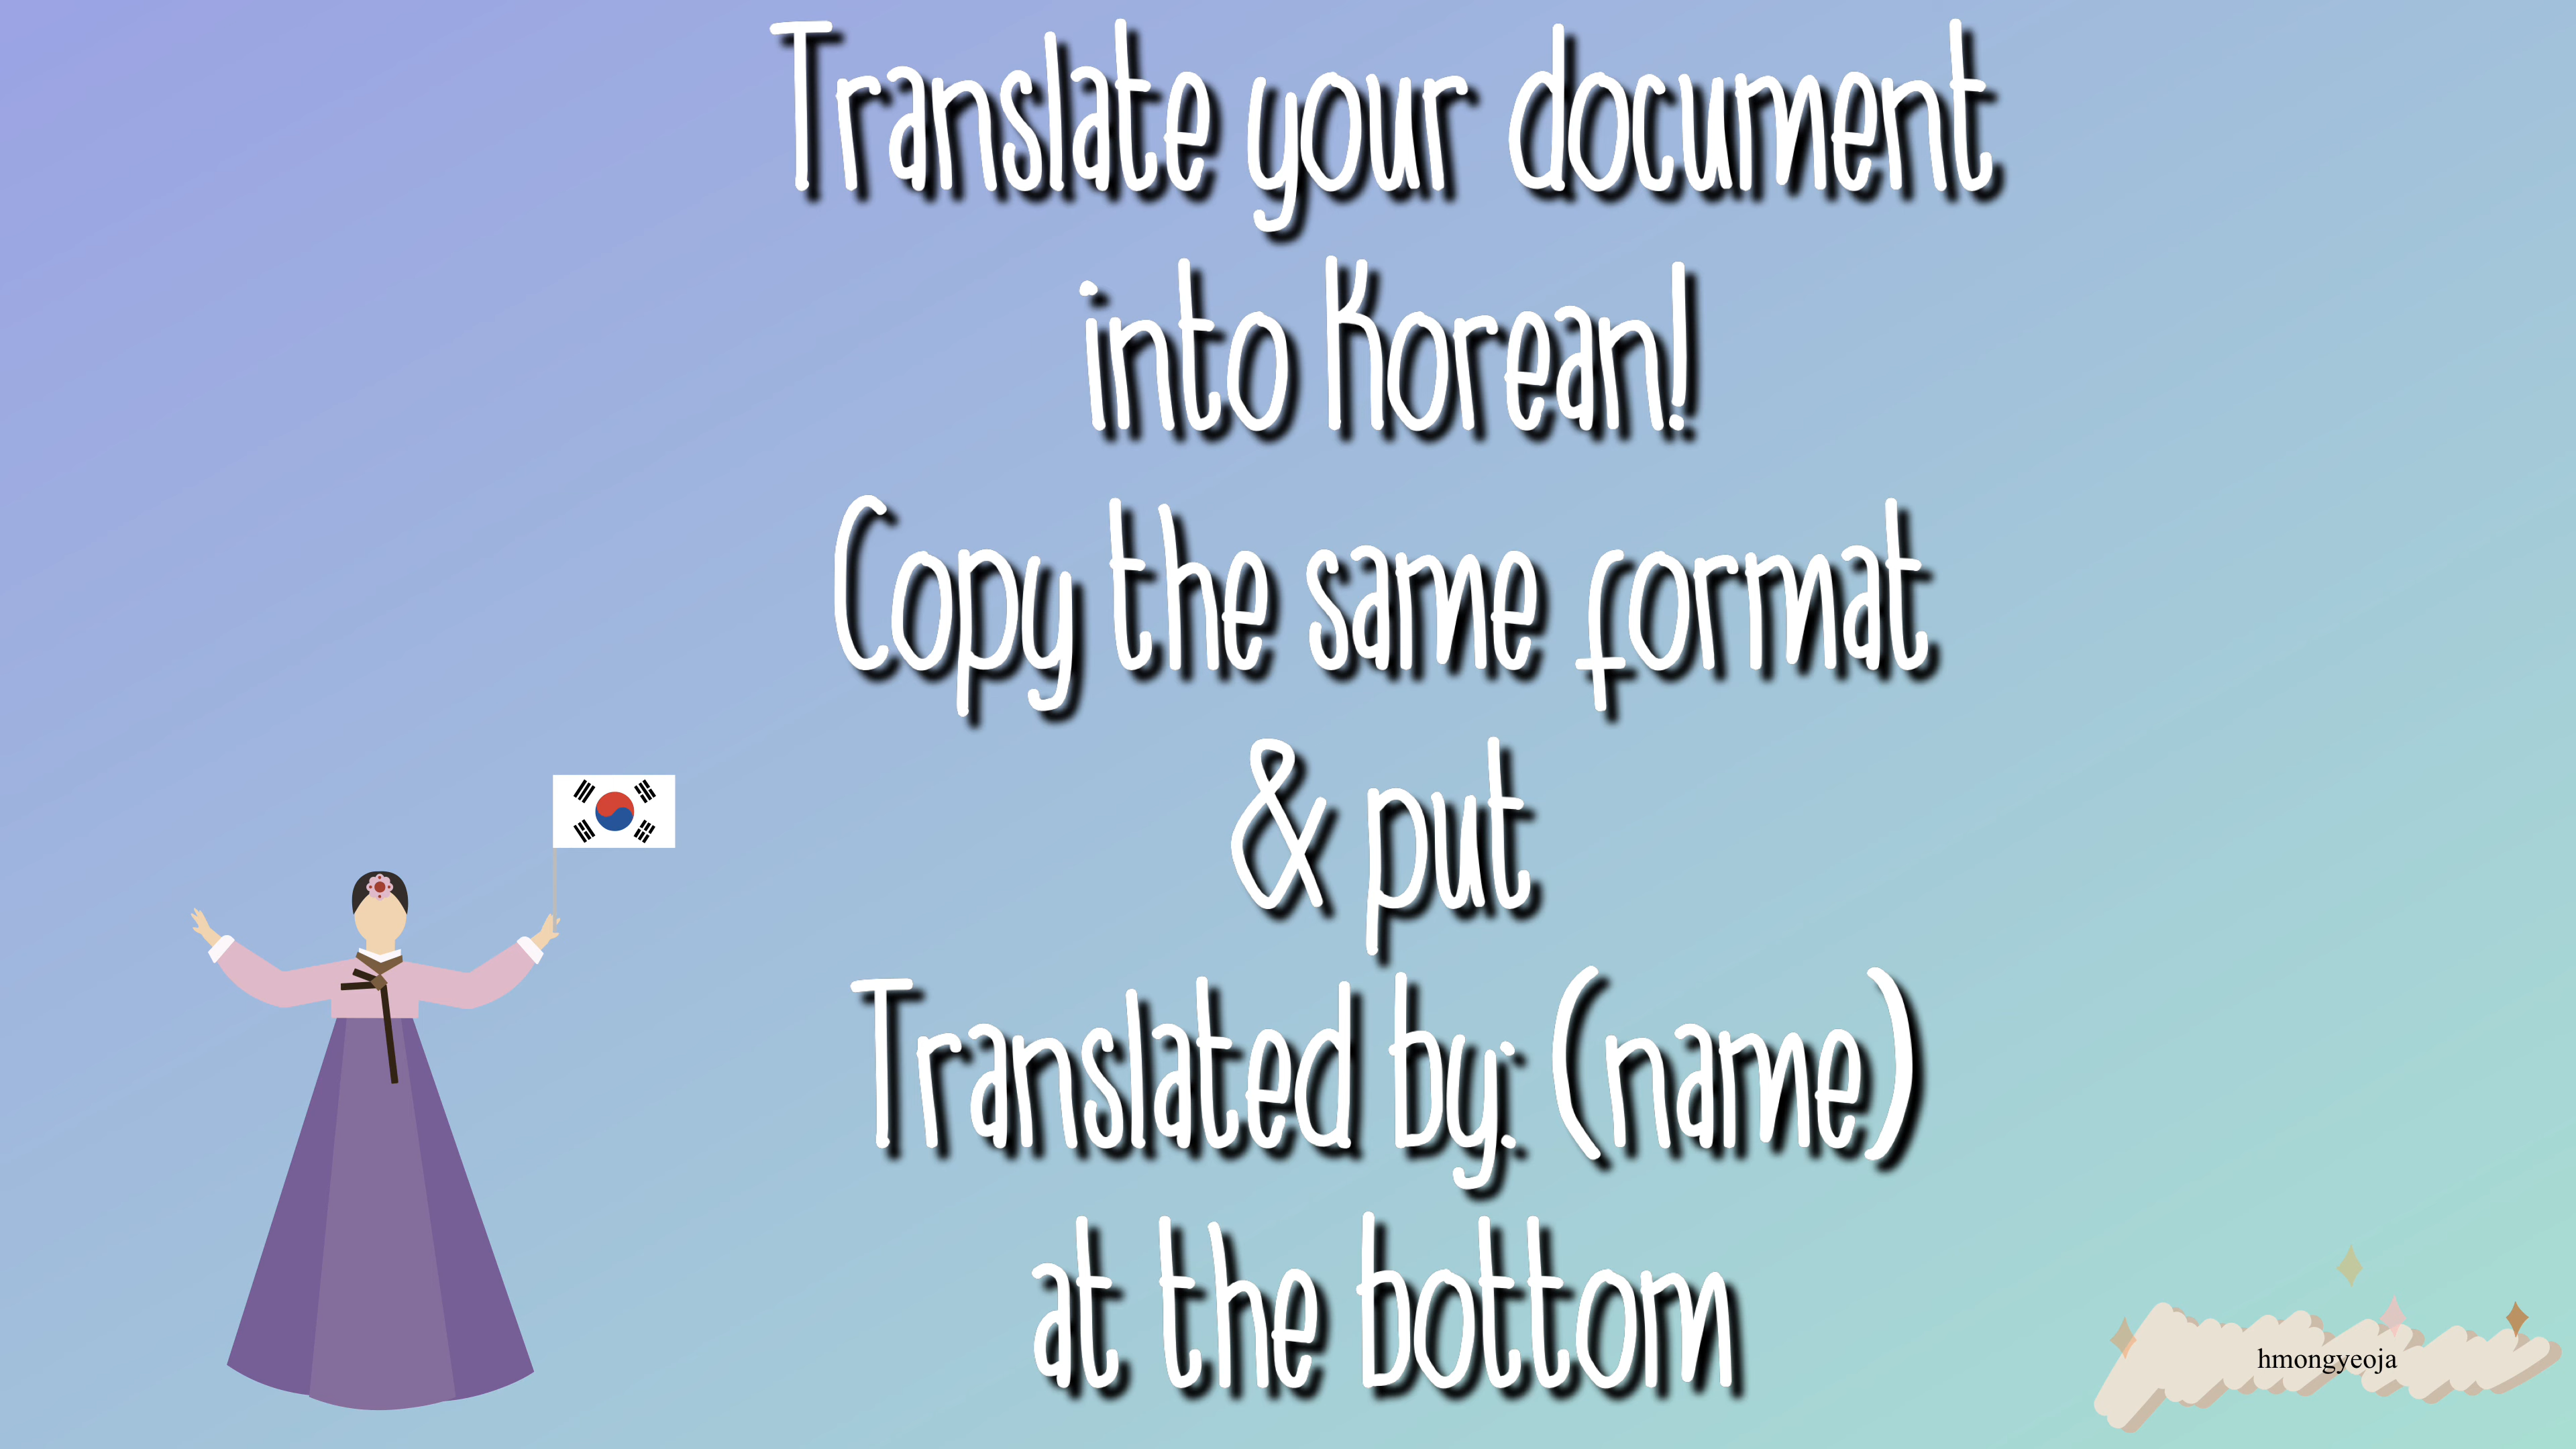 Translate your document
into Korean!
Copy the same format
& put
Translated by: (name)
at the bottom
hmongyeoja